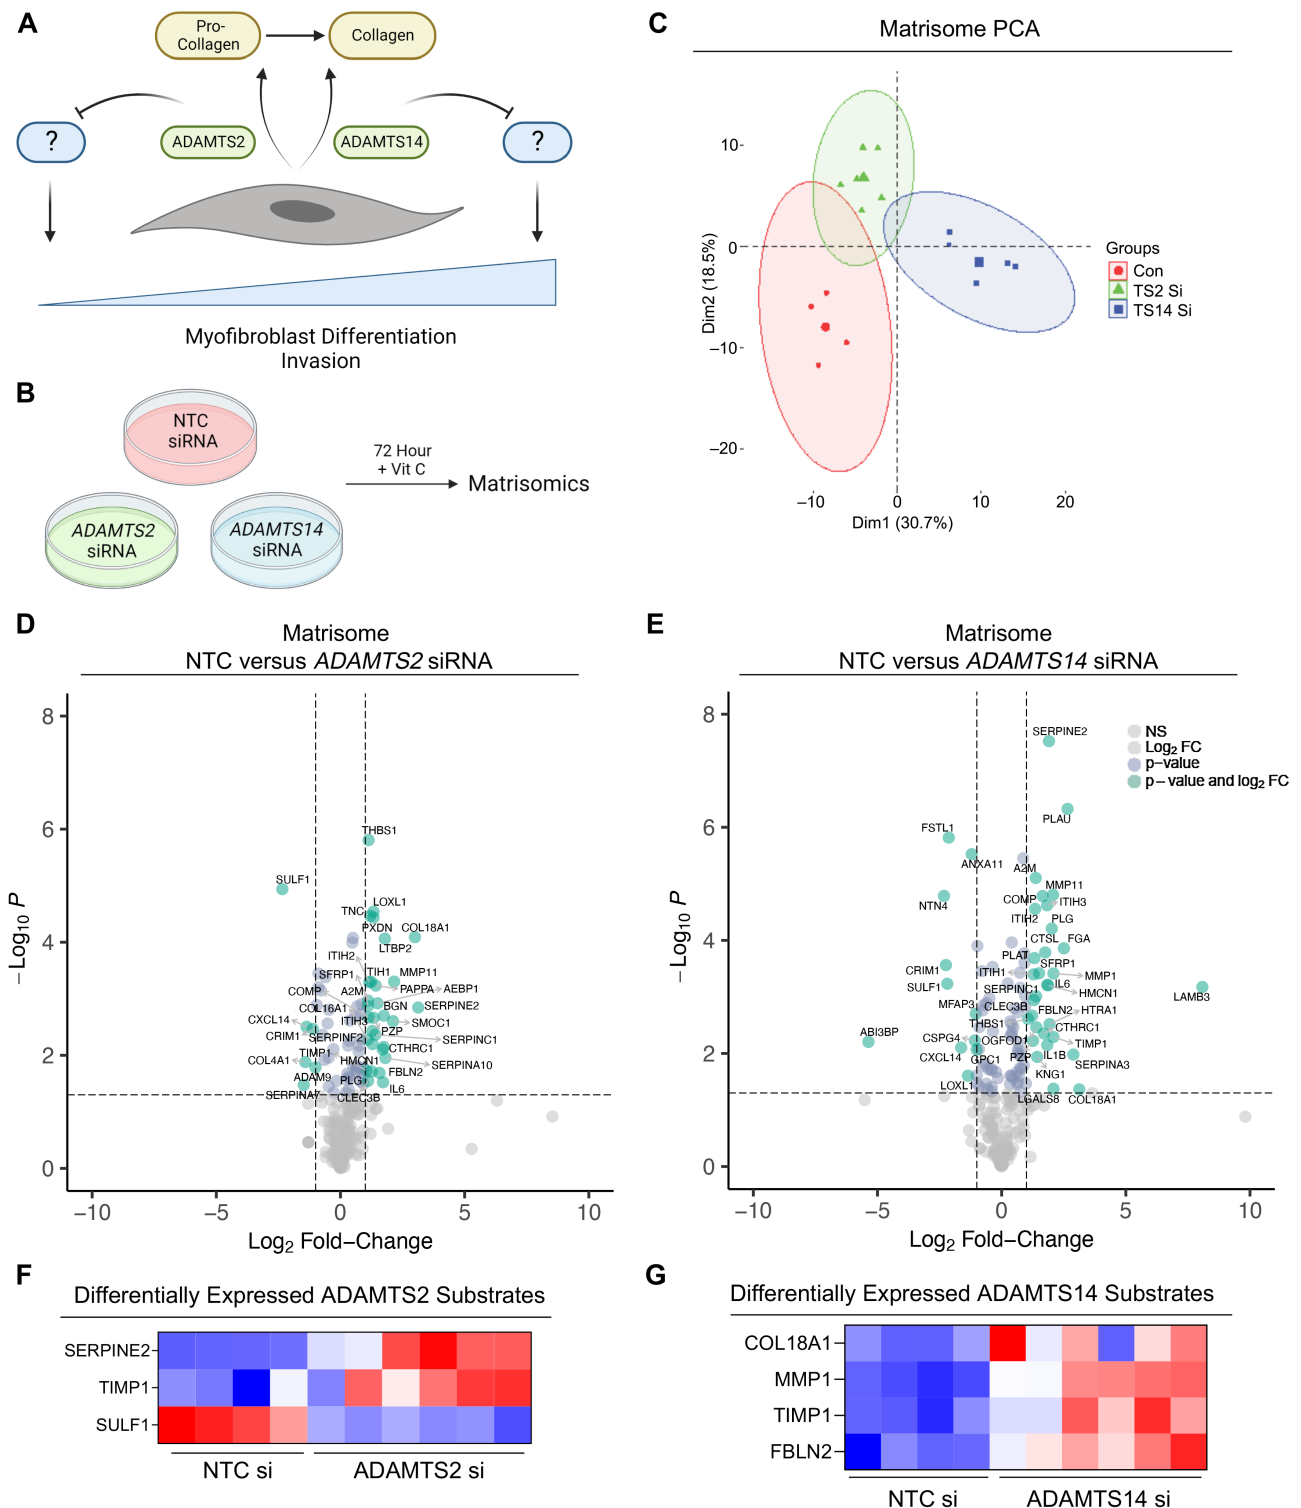 A
Pro-
Collagen
Collagen
?
ADAMTS2
ADAMTS14
?
Myofibroblast Differentiation
Invasion
B
NTC
siRNA
ADAMTS2
siRNA
ADAMTS14
siRNA
72 Hour
+ Vit C
Matrisomics
C
Matrisome PCA
10
0
−10
−20
Dim2 (18.5%)
−10
0
10
20
Dim1 (30.7%)
Groups
Con
TS2 Si
TS14 Si
D
Matrisome
NTC versus ADAMTS2 siRNA
8
6
4
2
0
−Log10 P
THBS1
SULF1
LOXL1
TNC
PXDN
COL18A1
LTBP2
ITIH2
SFRP1
TIH1
MMP11
COMP
A2M
PAPPA
AEBP1
COL16A1
BGN
SERPINE2
CXCL14
ITIH3
SMOC1
CRIM1
SERPINF2
PZP
SERPINC1
TIMP1
CTHRC1
COL4A1
HMCN1
SERPINA10
ADAM9
PLG
FBLN2
SERPINA7
IL6
CLEC3B
−10
−5
0
5
10
Log2 Fold−Change
E
Matrisome
NTC versus ADAMTS14 siRNA
8
6
4
2
0
−Log10 P
NS
Log2 FC
p−value
p − value and log2 FC
SERPINE2
PLAU
FSTL1
ANXA11
A2M
NTN4
MMP11
COMP
ITIH3
ITIH2
PLG
CTSL
FGA
PLAT
CRIM1
ITIH1
SFRP1
MMP1
SULF1
SERPINC1
IL6
HMCN1
LAMB3
MFAP3
CLEC3B
FBLN2
HTRA1
THBS1
CTHRC1
ABI3BP
CSPG4
OGFOD1
TIMP1
CXCL14
GPC1
PZP
IL1B
SERPINA3
KNG1
LOXL1
LGALS8
COL18A1
−10
−5
0
5
10
Log2 Fold−Change
F
Differentially Expressed ADAMTS2 Substrates
SERPINE2
TIMP1
SULF1
NTC si
ADAMTS2 si
G
Differentially Expressed ADAMTS14 Substrates
COL18A1
MMP1
TIMP1
FBLN2
NTC si
ADAMTS14 si